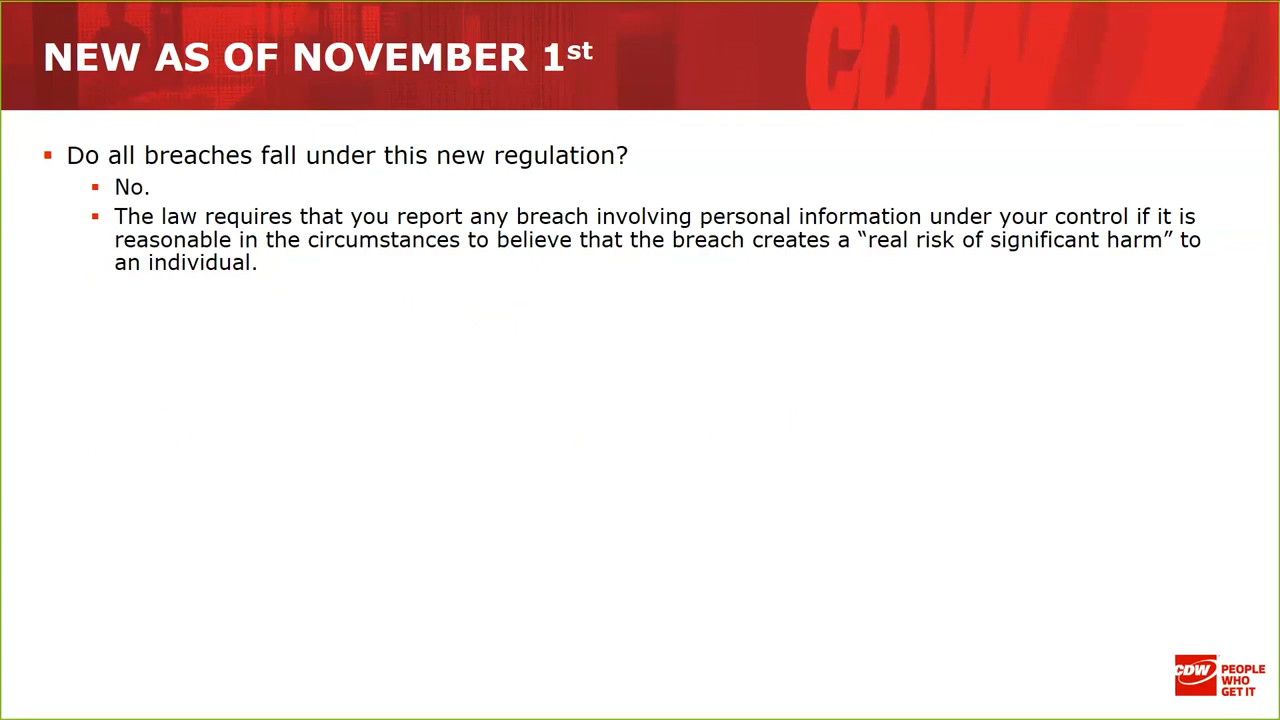 CDW
NEW AS OF NOVEMBER 1st
Do all breaches fall under this new regulation?
No.
The law requires that you report any breach involving personal information under your control if it is
reasonable in the circumstances to believe that the breach creates a “real risk of significant harm” to
an individual.
CDW
PEOPLE
WHO
GET IT